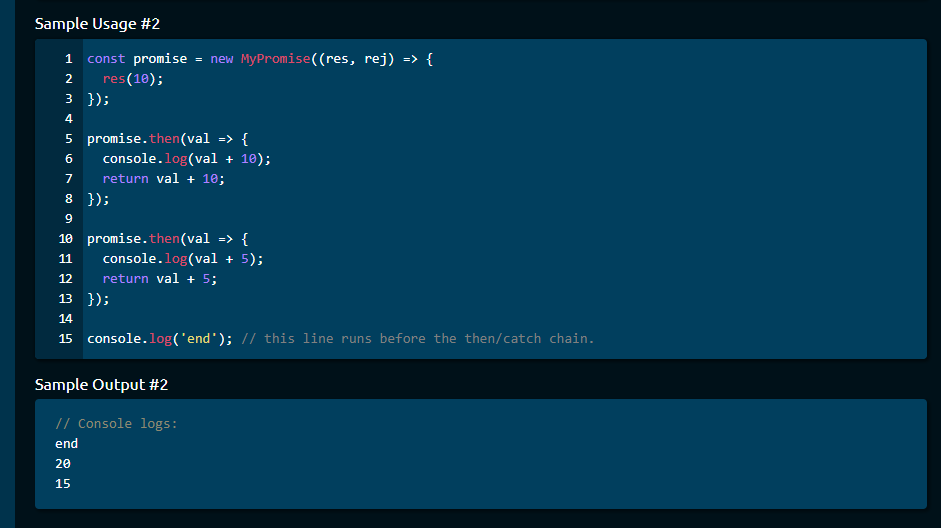 Sample Usage #2
1 const promise = new MyPromise((res, rej) => {
2   res(10);
3 });
4
5 promise.then(val => {
6   console.log(val + 10);
7   return val + 10;
8 });
9
10 promise.then(val => {
11   console.log(val + 5);
12   return val + 5;
13 });
14
15 console.log('end'); // this line runs before the then/catch chain.
Sample Output #2
// Console logs:
end
20
15